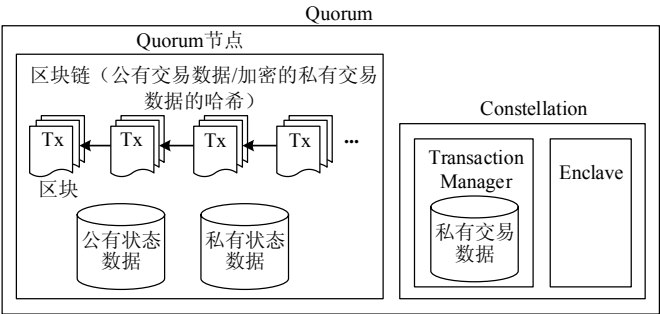 Quorum
Quorum节点
区块链（公有交易数据/加密的私有交易
数据的哈希）
Tx
Tx
Tx
Tx
...
区块
公有状态
数据
私有状态
数据
Constellation
Transaction
Manager
私有交易
数据
Enclave